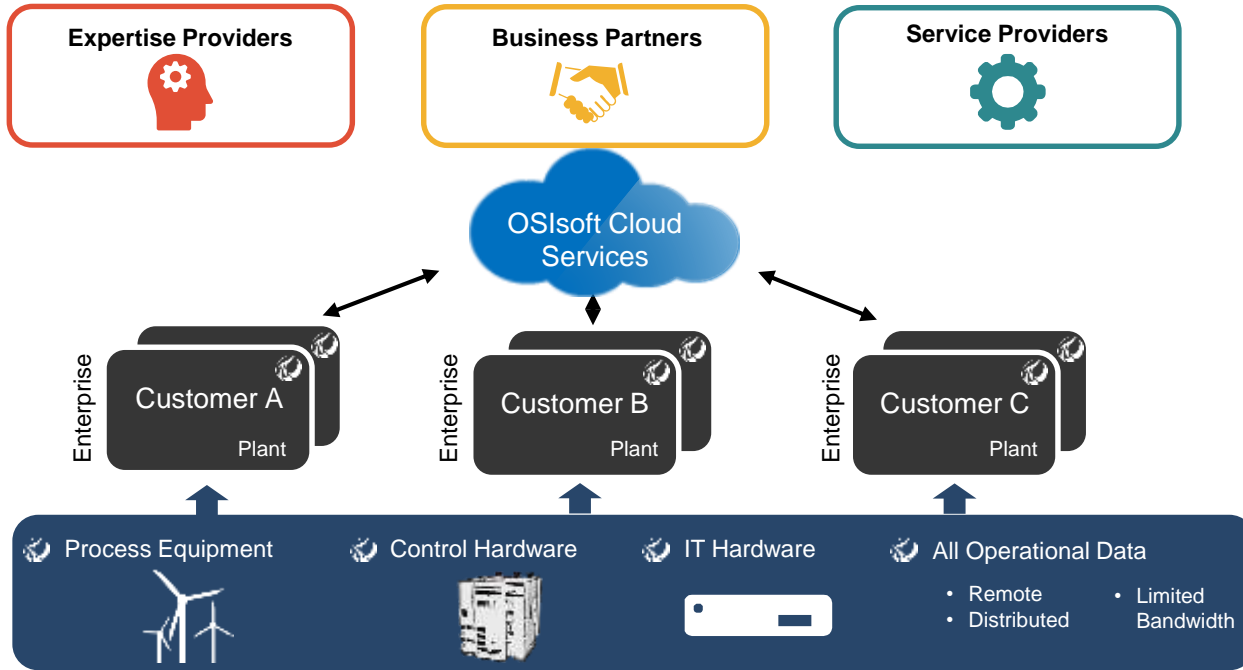 Expertise Providers
Business Partners
Service Providers
OSIsoft Cloud
Services
Enterprise
Customer A
Plant
Enterprise
Customer B
Plant
Enterprise
Customer C
Plant
Process Equipment
Control Hardware
IT Hardware
All Operational Data
• Remote
• Distributed
• Limited
Bandwidth